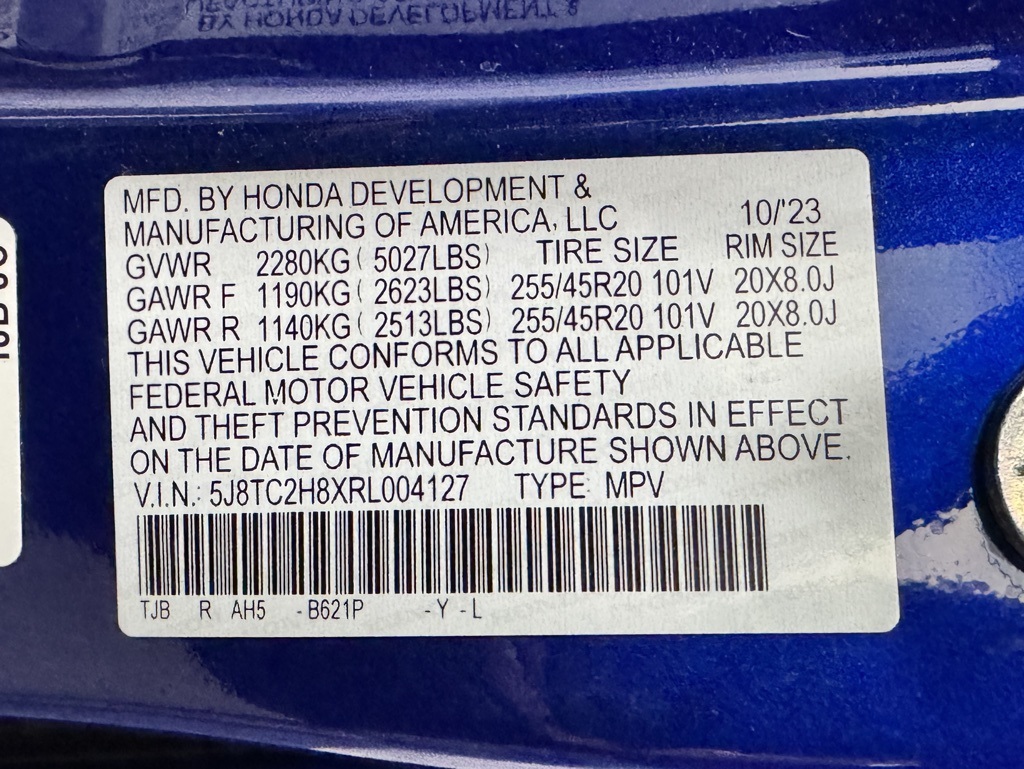 BY HONDA DEVELOPMENT &
MFD. BY HONDA DEVELOPMENT &
MANUFACTURING OF AMERICA, LLC 10/'23
GVWR 2280KG( 5027LBS) TIRE SIZE RIM SIZE
GAWR F 1190KG( 2623LBS) 255/45R20 101V 20X8.0J
GAWR R 1140KG( 2513LBS) 255/45R20 101V 20X8.0J
THIS VEHICLE CONFORMS TO ALL APPLICABLE
FEDERAL MOTOR VEHICLE SAFETY
AND THEFT PREVENTION STANDARDS IN EFFECT
ON THE DATE OF MANUFACTURE SHOWN ABOVE.
V.I.N.: 5J8TC2H8XRL004127 TYPE: MPV
TJB R AH5 -B621P -Y -L